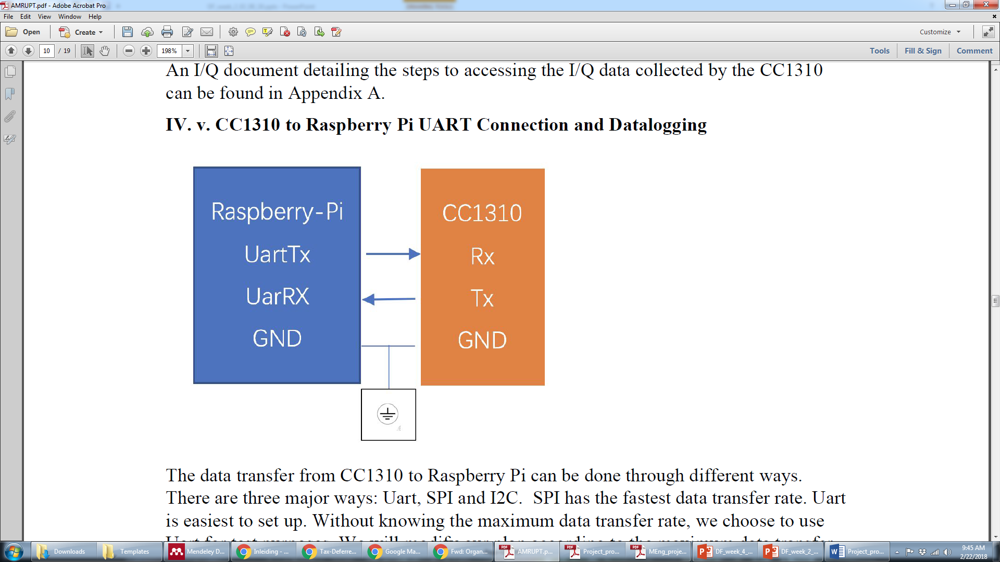 AMRUPT.pdf - Adobe Acrobat Pro
File Edit View Window Help
Open Create Customize
10 / 19 198% Tools Fill & Sign Comment
An I/Q document detailing the steps to accessing the I/Q data collected by the CC1310
can be found in Appendix A.
IV. v. CC1310 to Raspberry Pi UART Connection and Datalogging
Raspberry-Pi
UartTx
UarRX
GND
CC1310
Rx
Tx
GND
The data transfer from CC1310 to Raspberry Pi can be done through different ways.
There are three major ways: Uart, SPI and I2C. SPI has the fastest data transfer rate. Uart
is easiest to set up. Without knowing the maximum data transfer rate, we choose to use
Downloads Templates Mendeley D... Inleiding - ... Tax-Deferre... Google Ma... Fwd: Organ... AMRUPT.p... Project_pro... MEng_proje... DF_week_4_... DF_week_2_... Project_pro... 9:45 AM
2/22/2018